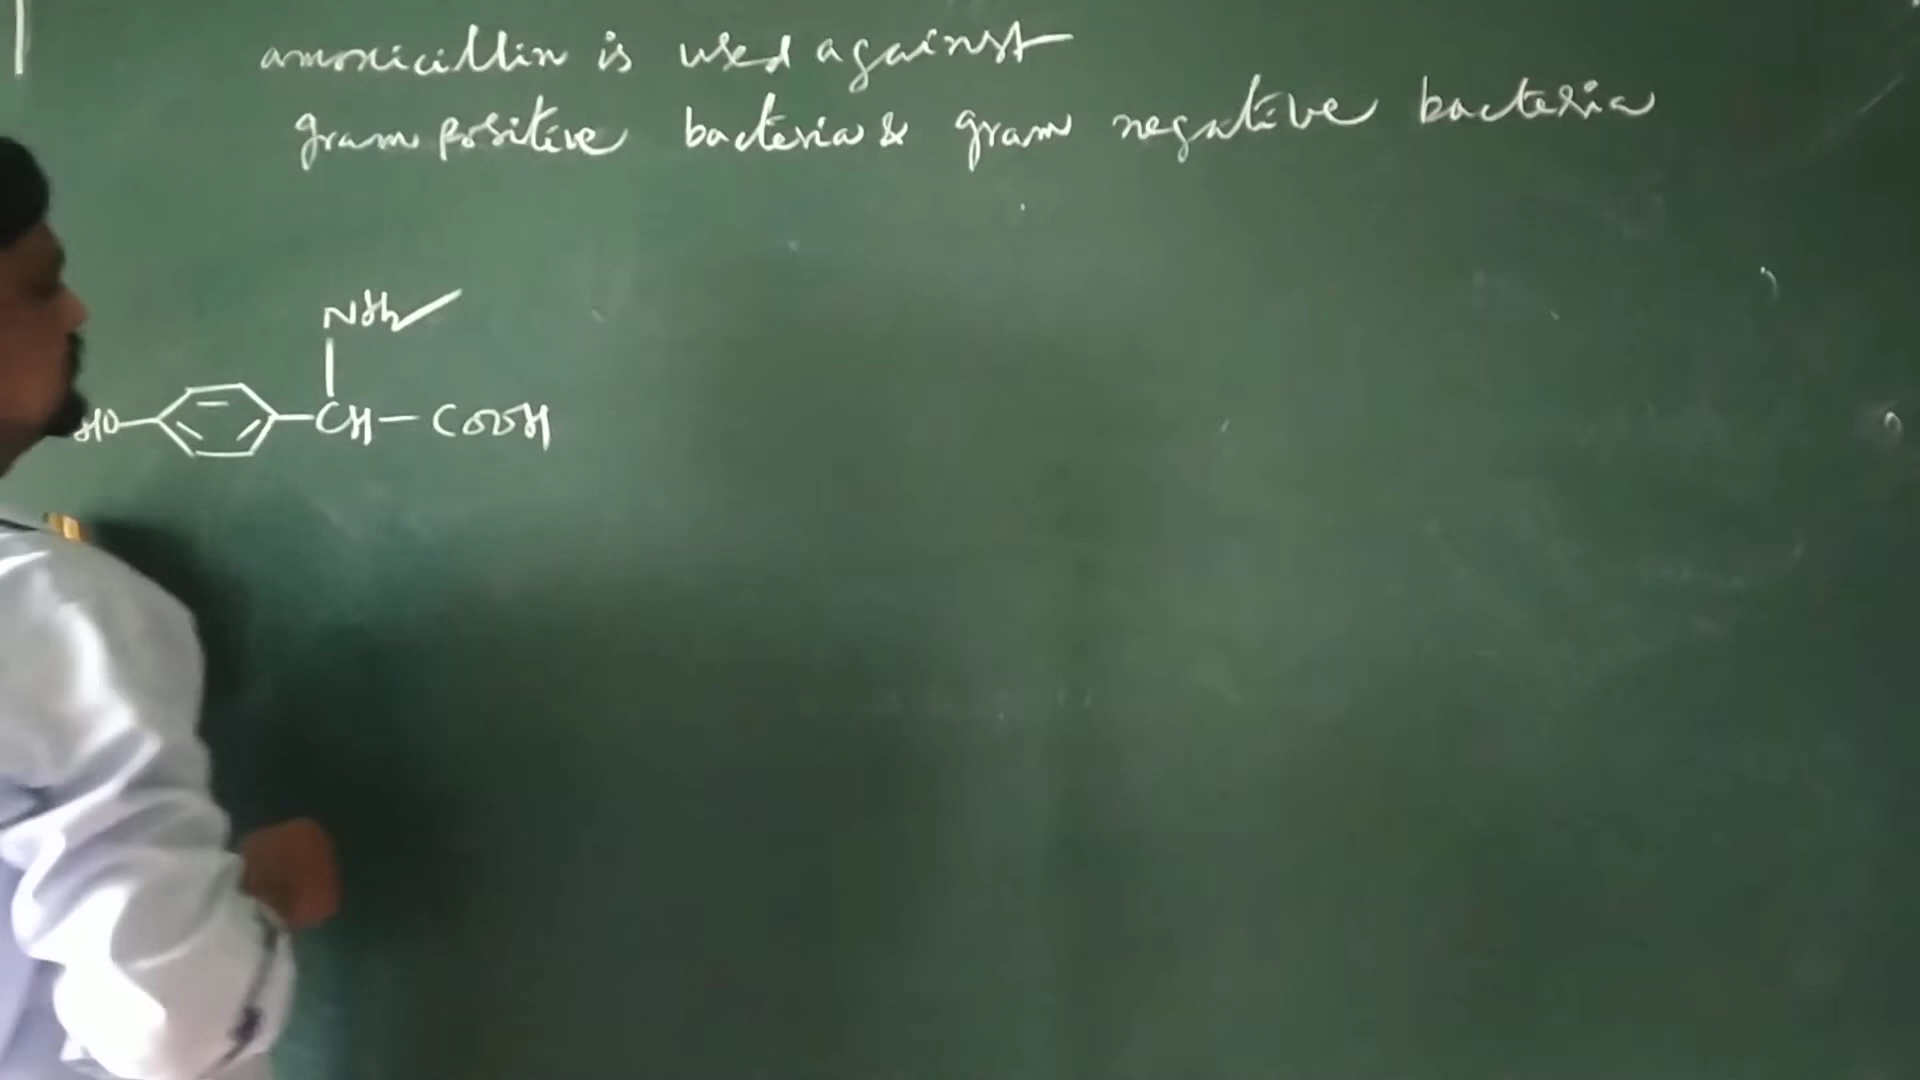 amoxicillin is used against
gram positive bacteria & gram negative bacteria
NH₂
HO CH - COOH